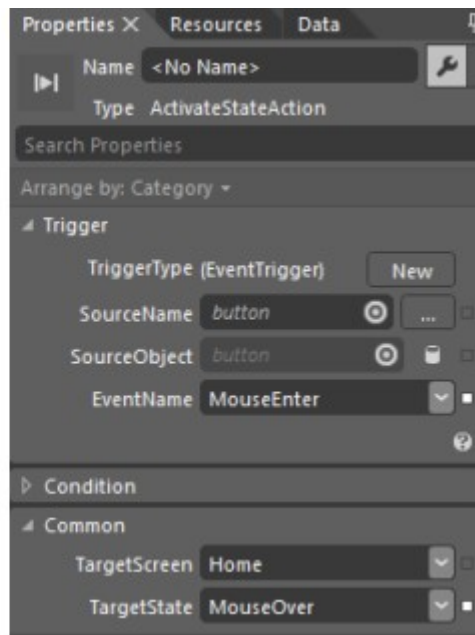 Properties × Resources Data
Name <No Name>
Type ActivateStateAction
Search Properties
Arrange by: Category
Trigger
TriggerType (EventTrigger) New
SourceName button ...
SourceObject button
EventName MouseEnter
Condition
Common
TargetScreen Home
TargetState MouseOver